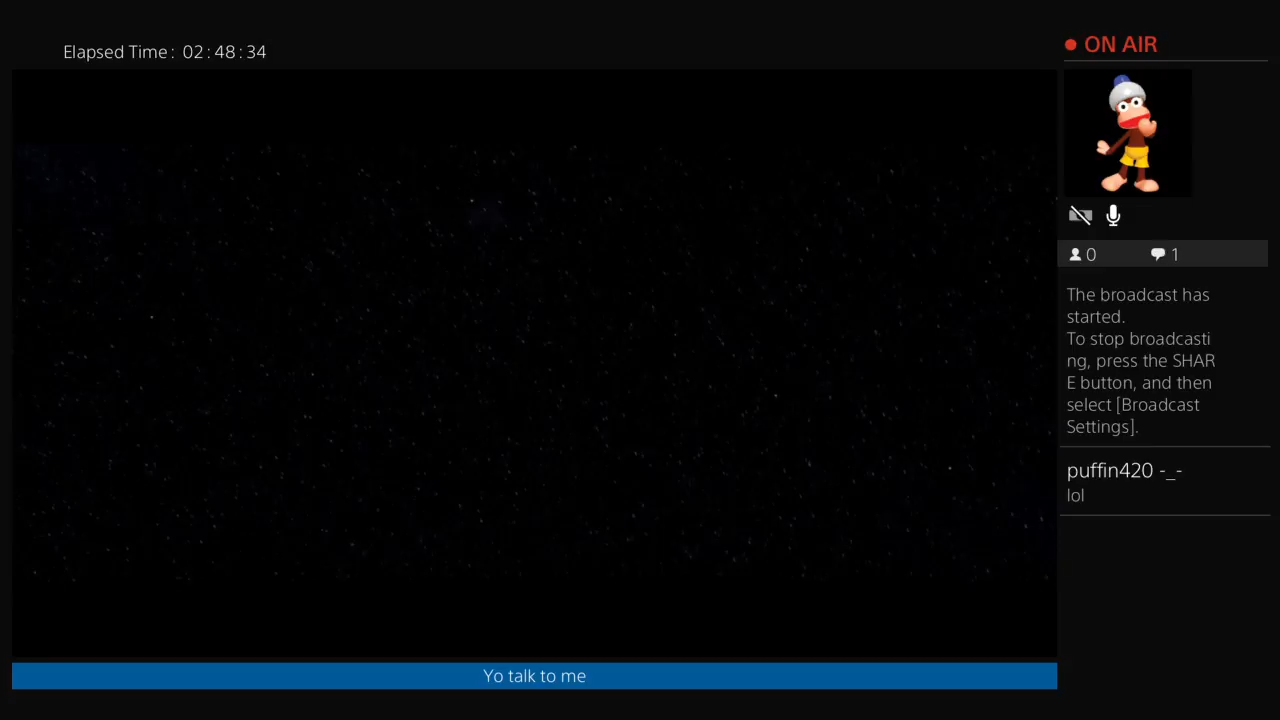 Elapsed Time: 02:48:34
ON AIR
0 1
The broadcast has
started.
To stop broadcasti
ng, press the SHAR
E button, and then
select [Broadcast
Settings].
puffin420 -_-
lol
Yo talk to me